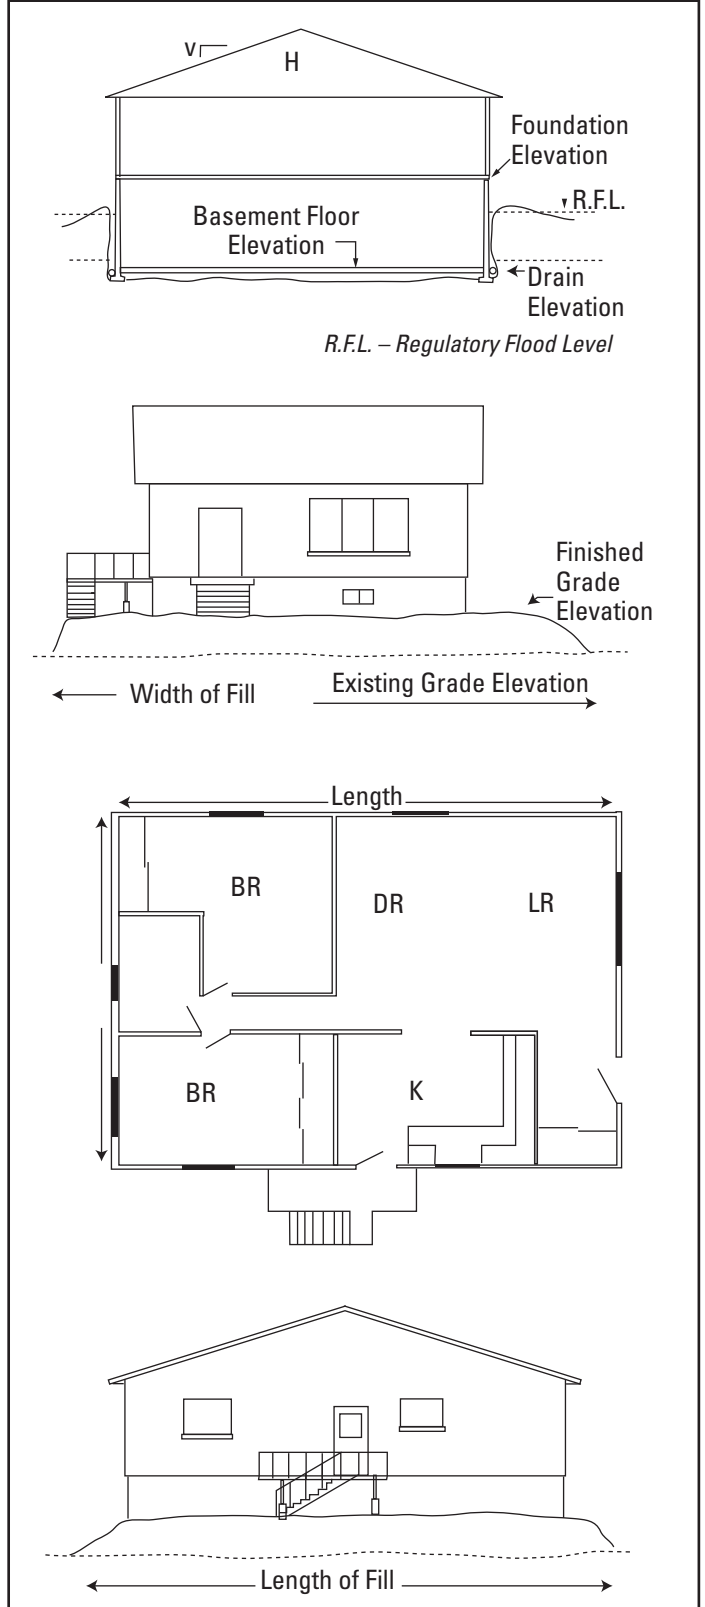 V
H
Foundation
Elevation
R.F.L.
Basement Floor
Elevation
Drain
Elevation
R.F.L. – Regulatory Flood Level
Finished
Grade
Elevation
Existing Grade Elevation
Width of Fill
Length
BR
DR
LR
BR
K
Length of Fill